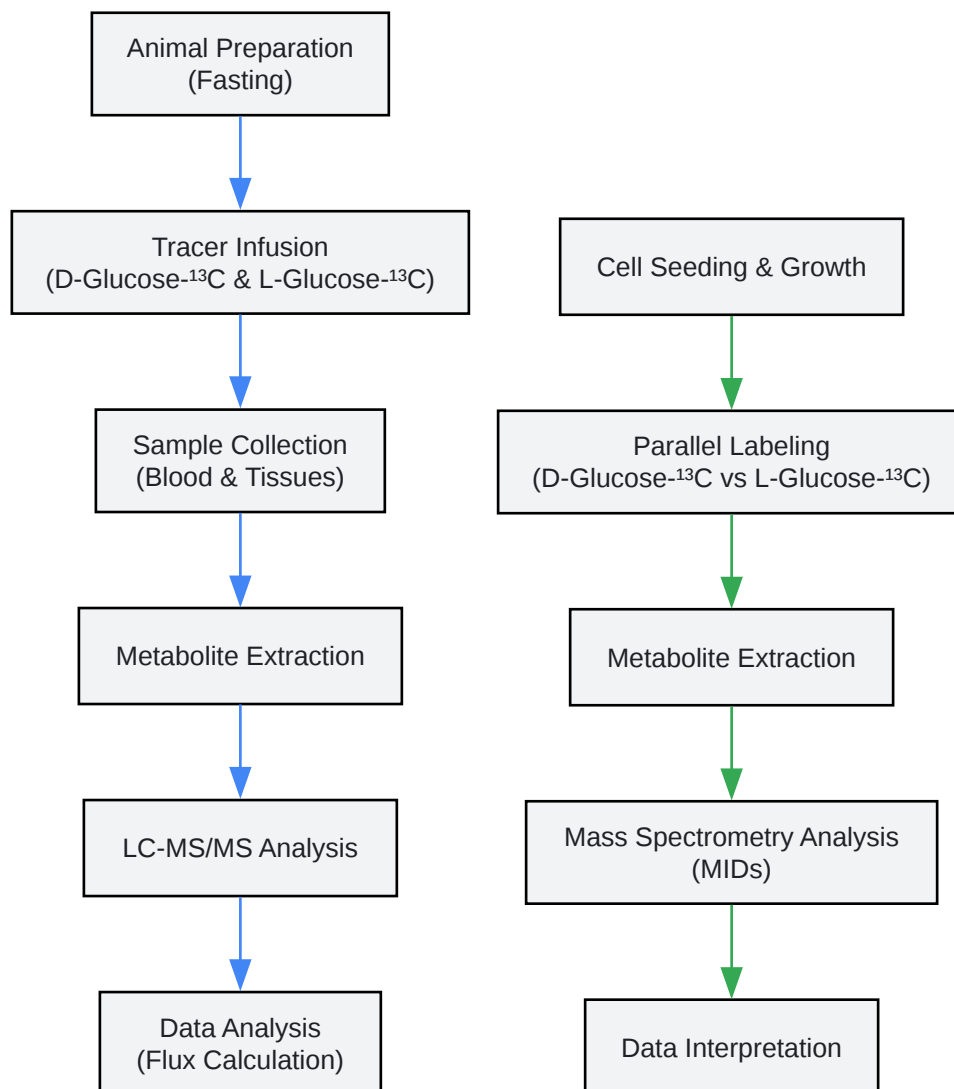 Animal Preparation
(Fasting)
Tracer Infusion
(D-Glucose-¹³C & L-Glucose-¹³C)
Sample Collection
(Blood & Tissues)
Metabolite Extraction
LC-MS/MS Analysis
Data Analysis
(Flux Calculation)
Cell Seeding & Growth
Parallel Labeling
(D-Glucose-¹³C vs L-Glucose-¹³C)
Metabolite Extraction
Mass Spectrometry Analysis
(MIDs)
Data Interpretation